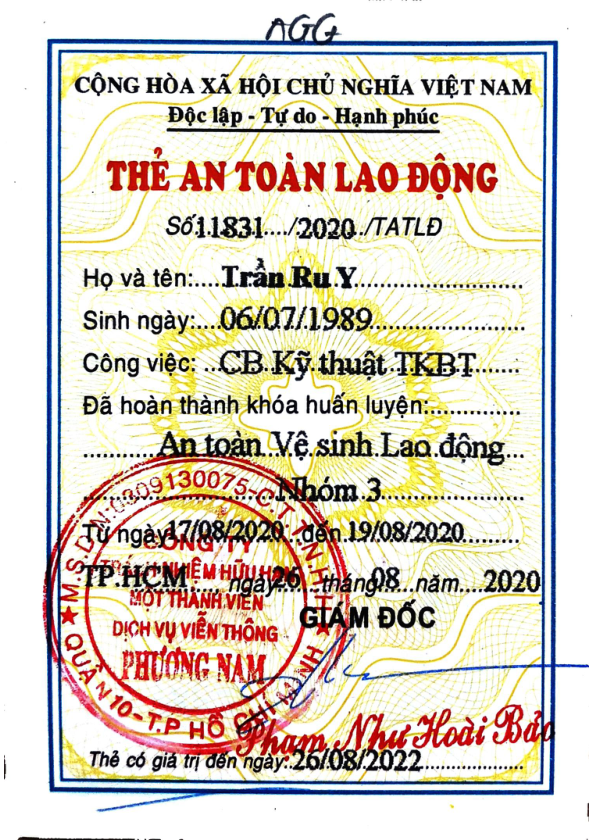 AGG
CỘNG HÒA XÃ HỘI CHỦ NGHĨA VIỆT NAM
Độc lập - Tự do - Hạnh phúc
THẺ AN TOÀN LAO ĐỘNG
Số 11831..../2020../TATLĐ
Họ và tên:....Trần Ru Y
Sinh ngày:....06/07/1989
Công việc: ...CB Kỹ thuật TKBT
Đã hoàn thành khóa huấn luyện:
An toàn Vệ sinh Lao động
Nhóm 3
Từ ngày 17/08/2020...đến 19/08/2020
TP.HCM, ngày 26 tháng 08 năm 2020
GIÁM ĐỐC
M.S.D.N:0309130075-C.T.T.N.H.H
CÔNG TY
TRÁCH NHIỆM HỮU HẠN
MỘT THÀNH VIÊN
DỊCH VỤ VIỄN THÔNG
PHƯƠNG NAM
QUẬN 10 - T.P HỒ CHÍ MINH
Phạm Như Hoài Bảo
Thẻ có giá trị đến ngày: 26/08/2022